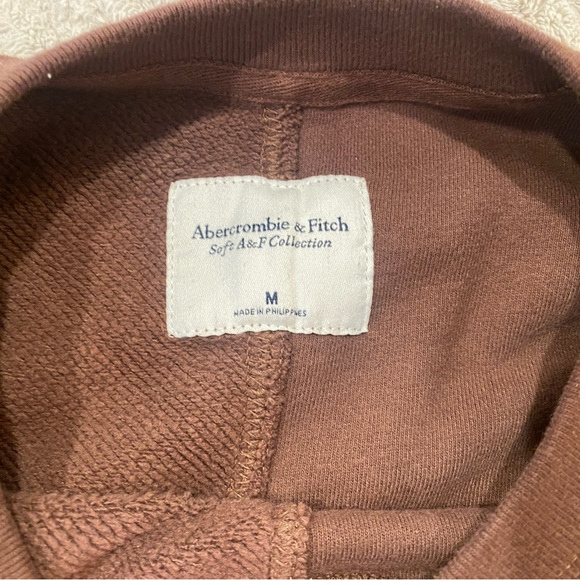 Abercrombie & Fitch
Soft A&F Collection
M
MADE IN PHILIPPINES